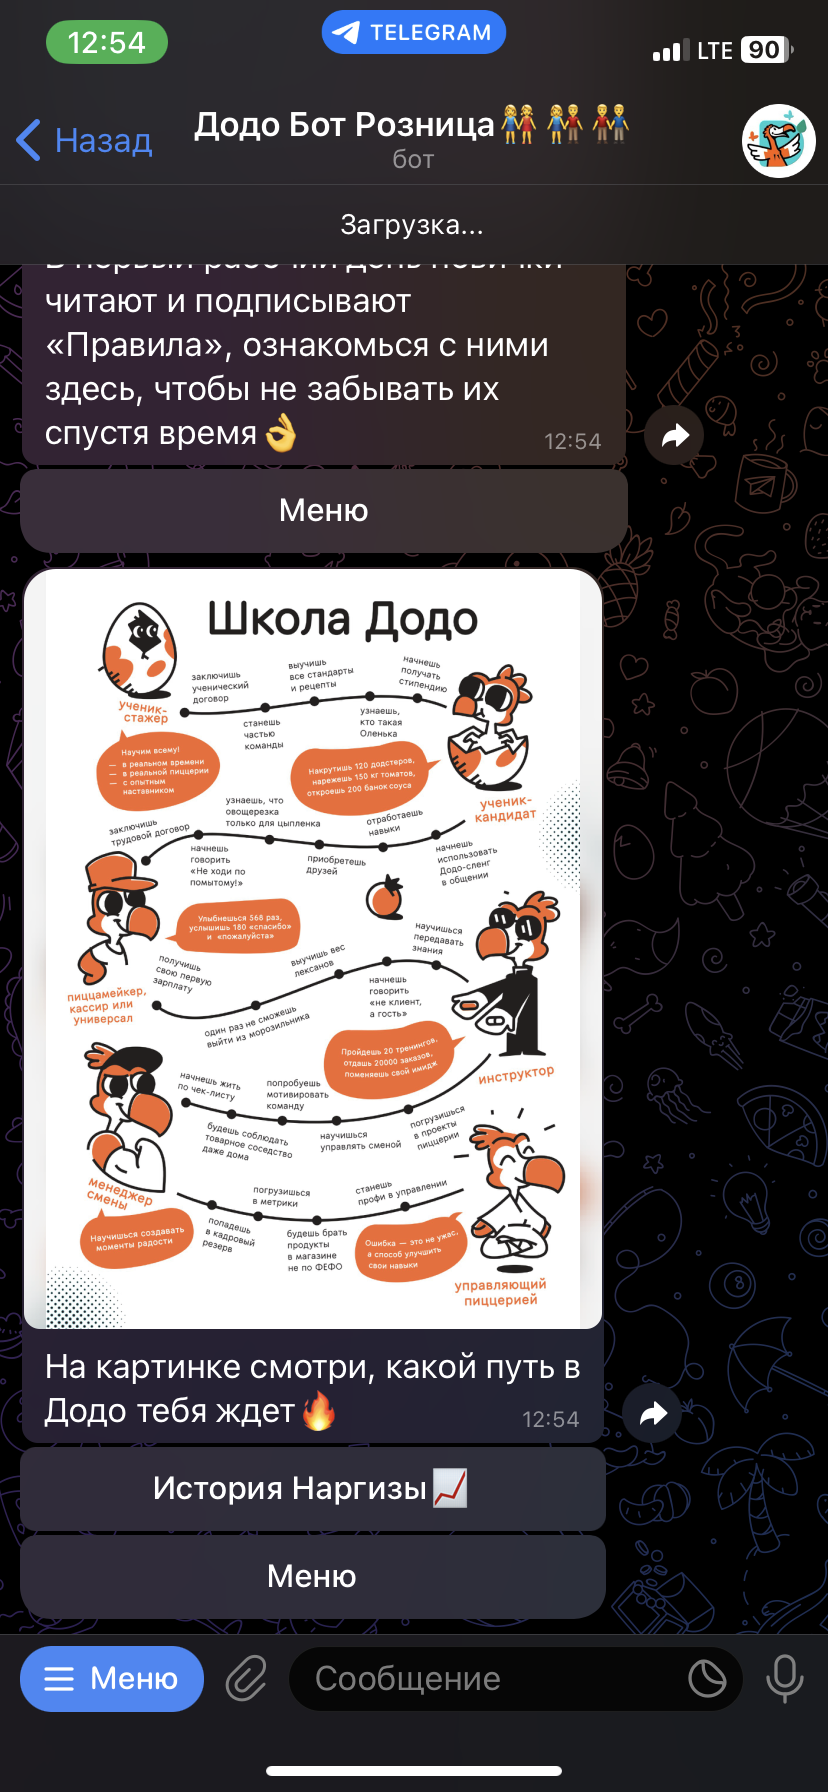 12:54
TELEGRAM
LTE 90
Назад
Додо Бот Розница
бот
Загрузка...
В первый рабочий день новички
читают и подписывают
«Правила», ознакомься с ними
здесь, чтобы не забывать их
спустя время
12:54
Меню
Школа Додо
ученик-
стажёр
заключишь
ученический
договор
станешь
частью
команды
выучишь
все стандарты
и рецепты
узнаешь,
кто такая
Оленька
начнешь
получать
стипендию
Научим всему!
— в реальном времени
— в реальной пиццерии
— с опытным
наставником
Накрутишь 120 додстеров,
нарежешь 150 кг томатов,
откроешь 200 банок соуса
ученик-
кандидат
заключишь
трудовой договор
начнешь
говорить
«Не ходи по
помытому!»
узнаешь, что
овощерезка
только для цыпленка
приобретешь
друзей
отработаешь
навыки
начнешь
использовать
Додо-сленг
в общении
Улыбнешься 568 раз,
услышишь 180 «спасибо»
и «пожалуйста»
пиццамейкер,
кассир или
универсал
получишь
свою первую
зарплату
один раз не сможешь
выйти из морозильника
выучишь вес
лексанов
начнешь
говорить
«не клиент,
а гость»
научишься
передавать
знания
Пройдешь 20 тренингов,
отдашь 20000 заказов,
поменяешь свой имидж
инструктор
начнешь жить
по чек-листу
будешь соблюдать
товарное соседство
даже дома
попробуешь
мотивировать
команду
научишься
управлять сменой
погрузишься
в проекты
пиццерии
менеджер
смены
Научишься создавать
моменты радости
попадешь
в кадровый
резерв
погрузишься
в метрики
будешь брать
продукты
в магазине
не по ФЕФО
станешь
профи в управлении
Ошибка — это не ужас,
а способ улучшить
свои навыки
управляющий
пиццерией
На картинке смотри, какой путь в
Додо тебя ждет
12:54
История Наргизы
Меню
Меню
Сообщение